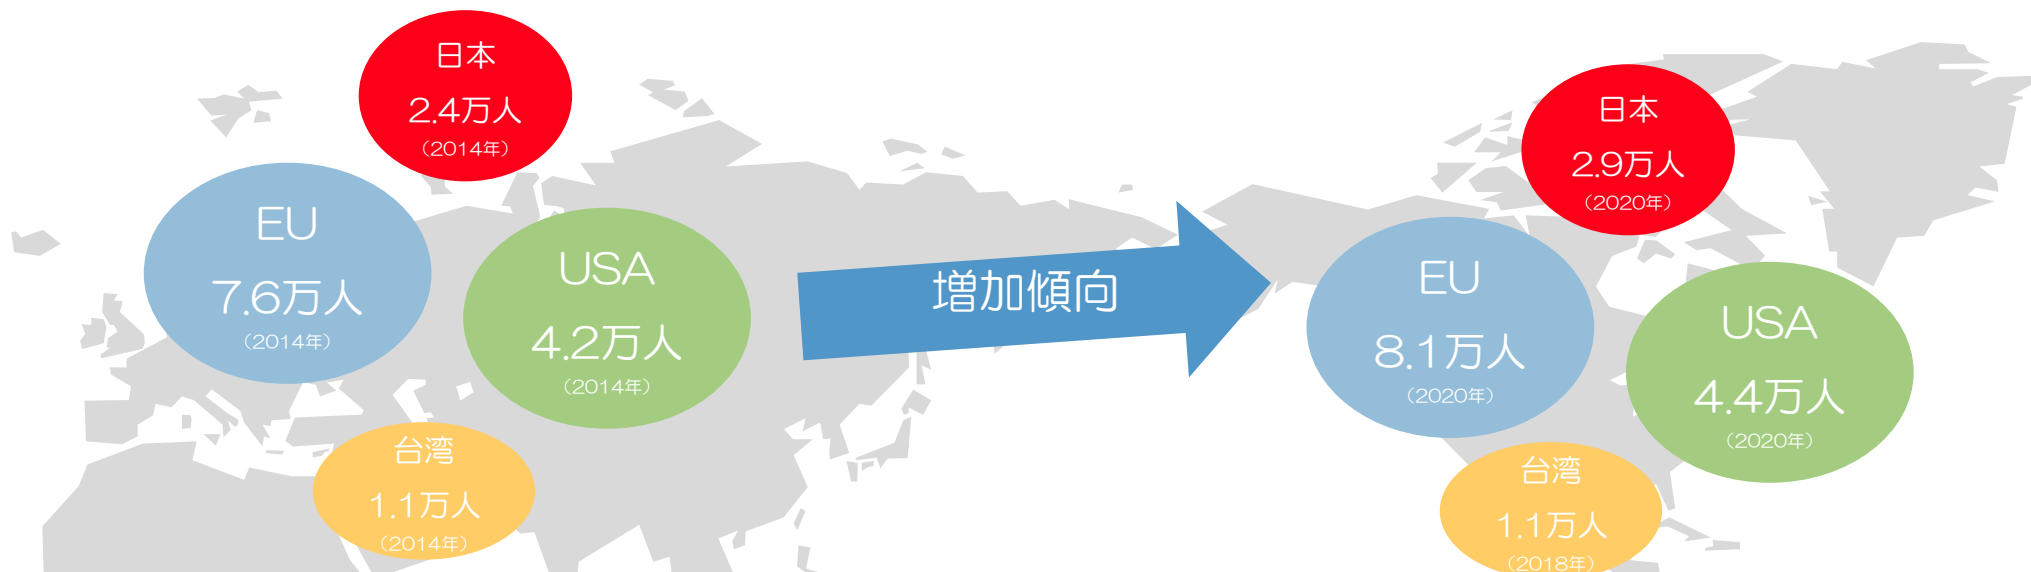 日本
2.4万人
（2014年）
EU
7.6万人
（2014年）
USA
4.2万人
（2014年）
台湾
1.1万人
（2014年）
増加傾向
日本
2.9万人
（2020年）
EU
8.1万人
（2020年）
USA
4.4万人
（2020年）
台湾
1.1万人
（2018年）